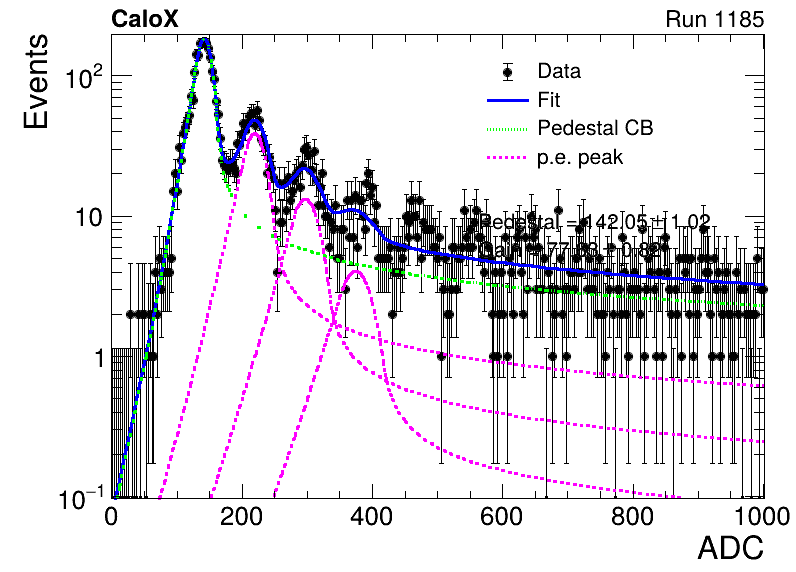 CaloX Run 1185
Events
Data
Fit
Pedestal CB
p.e. peak
Pedestal = 142.05 ± 1.02
10²
10
1
10⁻¹
0 200 400 600 800 1000
ADC